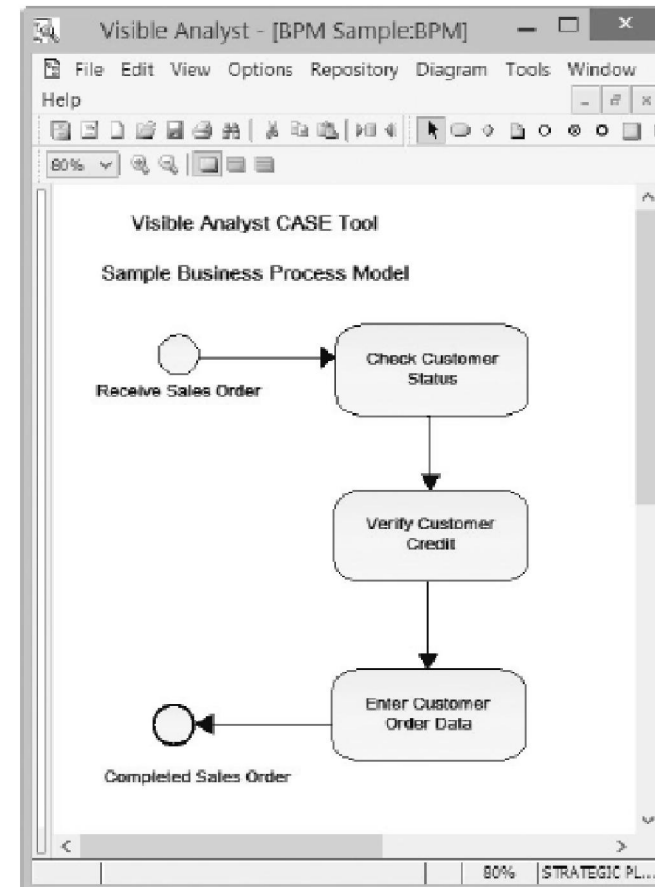 Visible Analyst - [BPM Sample:BPM]
File Edit View Options Repository Diagram Tools Window
Help
80%
Visible Analyst CASE Tool
Sample Business Process Model
Check Customer
Status
Receive Sales Order
Verify Customer
Credit
Enter Customer
Order Data
Completed Sales Order
80% STRATEGIC PL...